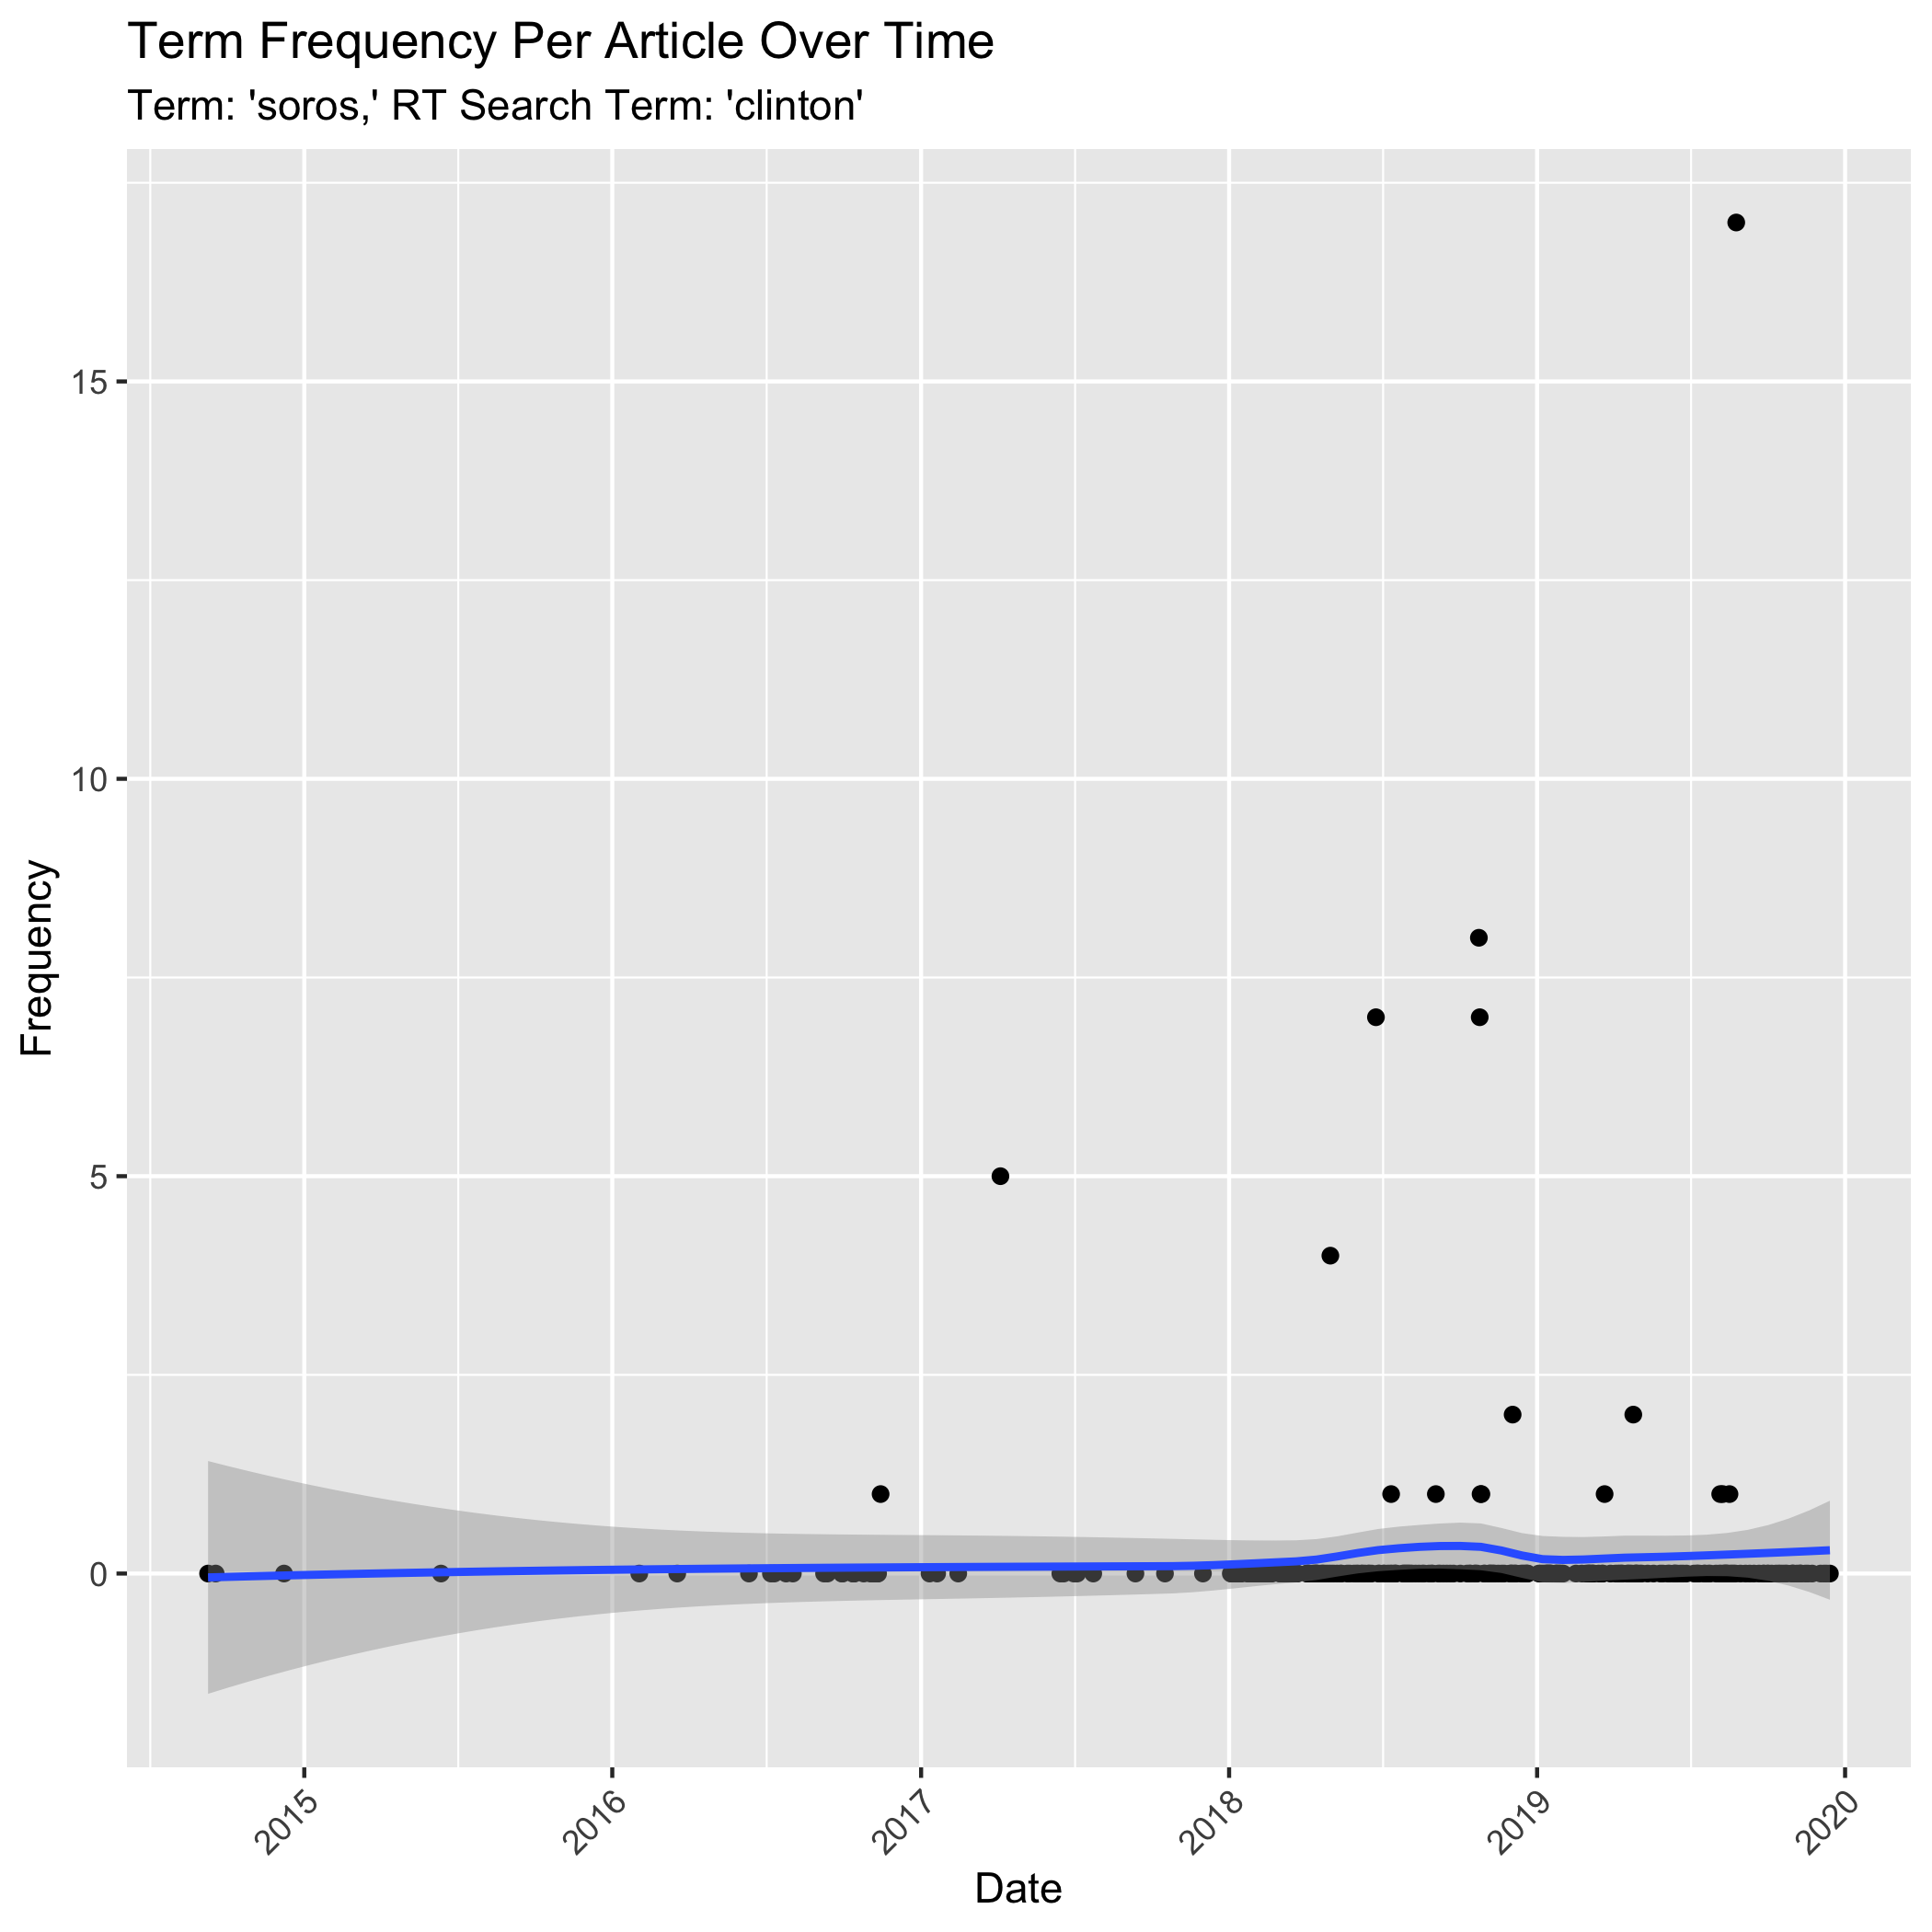 Term Frequency Per Article Over Time
Term: 'soros,' RT Search Term: 'clinton'
Frequency
15
10
5
0
2015
2016
2017
2018
2019
2020
Date